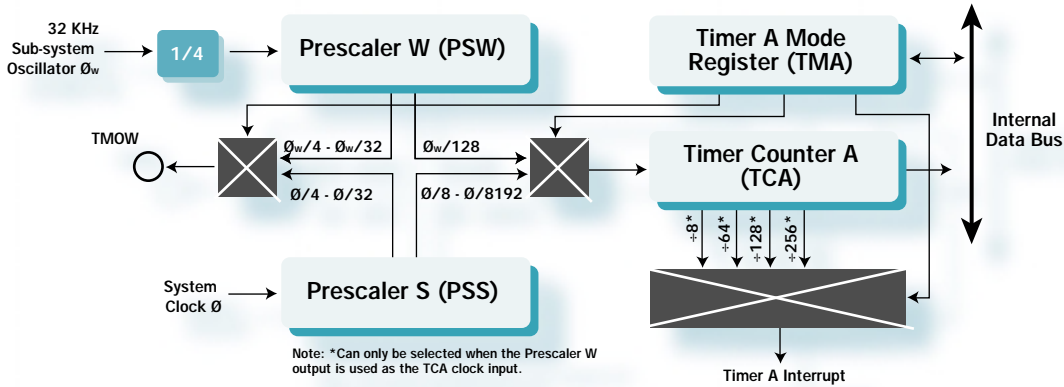 32 KHz
Sub-system
Oscillator Øw
1/4
Prescaler W (PSW)
Timer A Mode
Register (TMA)
Internal
Data Bus
TMOW
Øw/4 - Øw/32
Øw/128
Ø/4 - Ø/32
Ø/8 - Ø/8192
Timer Counter A
(TCA)
÷8*
÷64*
÷128*
÷256*
System
Clock Ø
Prescaler S (PSS)
Note: *Can only be selected when the Prescaler W
output is used as the TCA clock input.
Timer A Interrupt